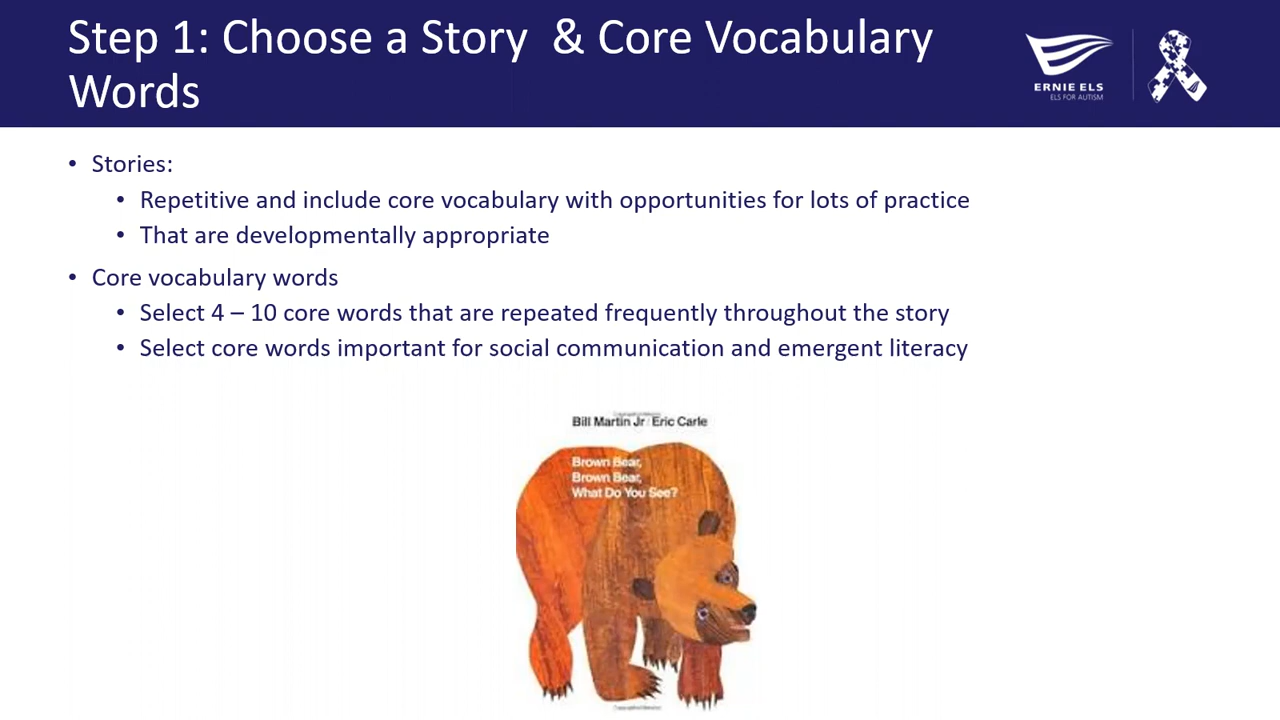 Step 1: Choose a Story  & Core Vocabulary
Words
ERNIE ELS
ELS FOR AUTISM
• Stories:
• Repetitive and include core vocabulary with opportunities for lots of practice
• That are developmentally appropriate
• Core vocabulary words
• Select 4 – 10 core words that are repeated frequently throughout the story
• Select core words important for social communication and emergent literacy
Bill Martin Jr / Eric Carle
Brown Bear,
Brown Bear,
What Do You See?